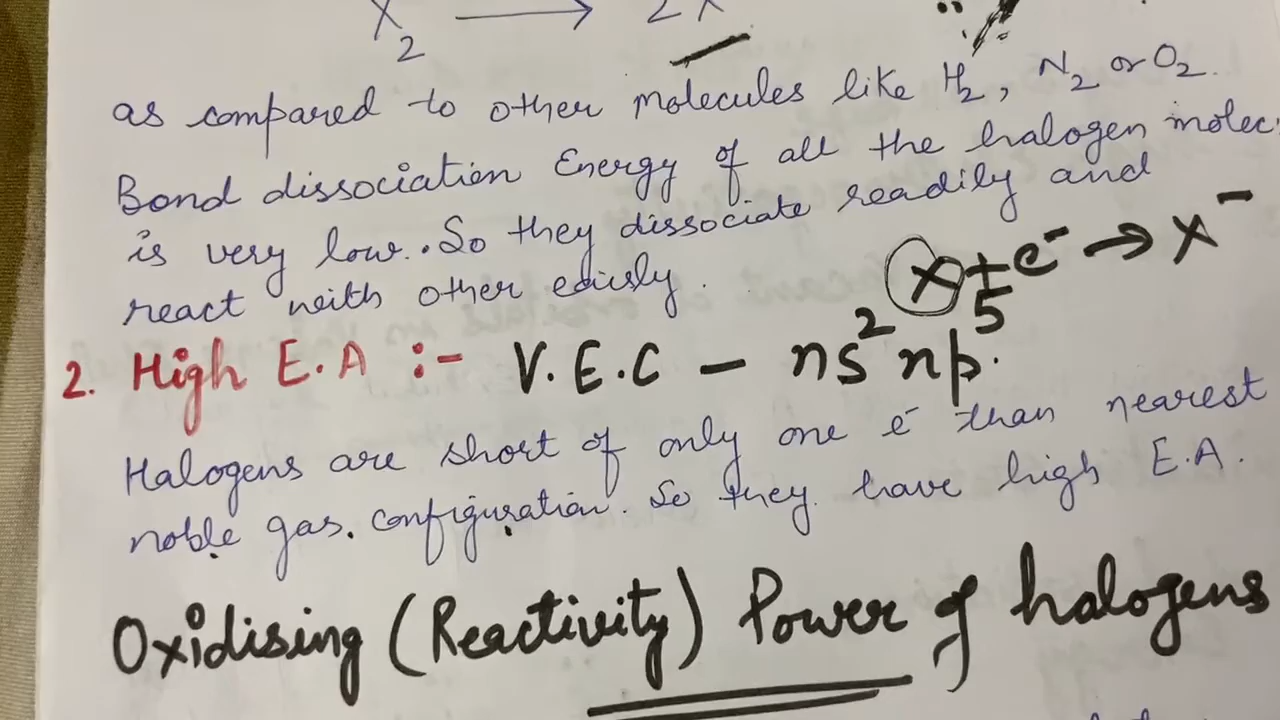 X₂ → 2X
as compared to other molecules like H₂, N₂ or O₂.
Bond dissociation Energy of all the halogen molec
is very low. So they dissociate readily and
react with other edisly.
X + e⁻ → X⁻
2. High E.A :- V.E.C - ns² np⁵
Halogens are short of only one e⁻ than nearest
noble gas configuration. So they have high E.A.
Oxidising (Reactivity) Power of halogens